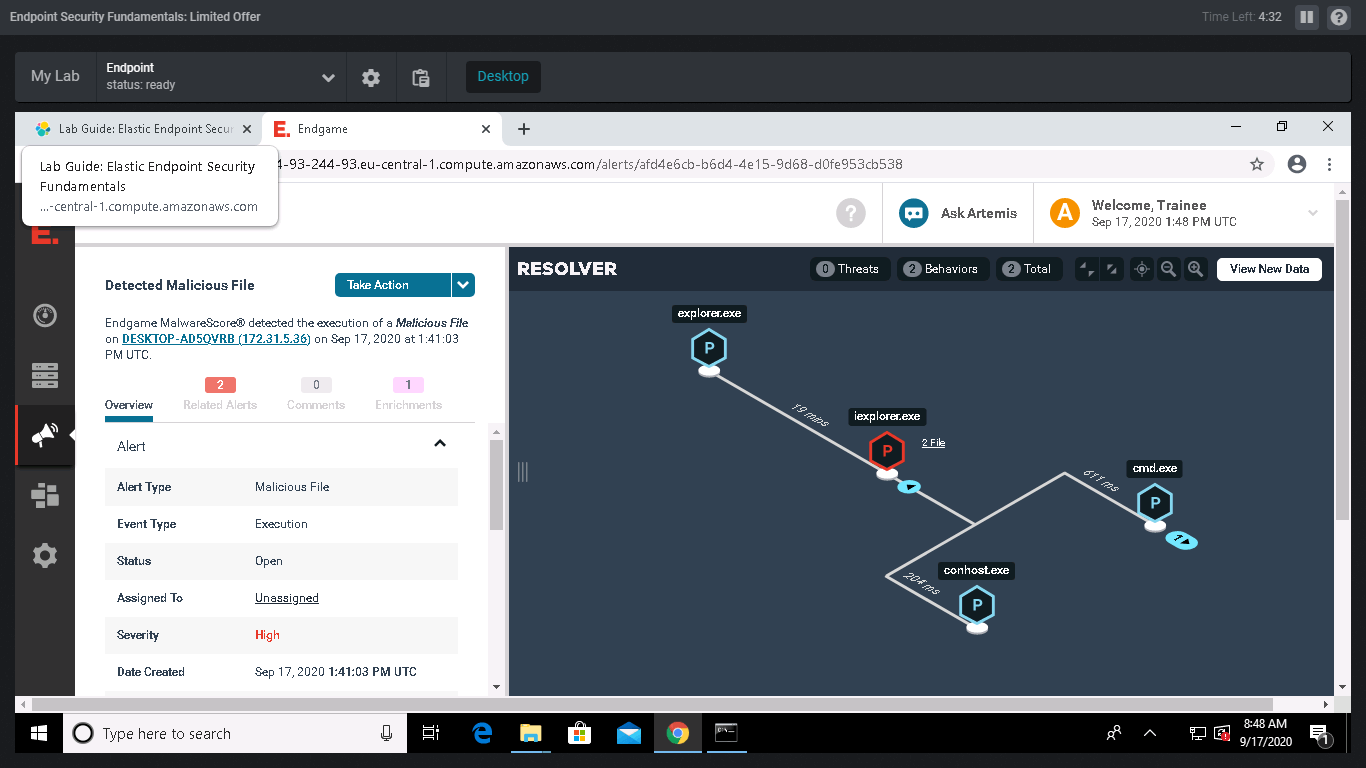 Endpoint Security Fundamentals: Limited Offer
Time Left: 4:32
My Lab
Endpoint
status: ready
Desktop
Lab Guide: Elastic Endpoint Secur
Endgame
Lab Guide: Elastic Endpoint Security
Fundamentals
...-central-1.compute.amazonaws.com
4-93-244-93.eu-central-1.compute.amazonaws.com/alerts/afd4e6cb-b6d4-4e15-9d68-d0fe953cb538
E.
Ask Artemis
A
Welcome, Trainee
Sep 17, 2020 1:48 PM UTC
Detected Malicious File
Take Action
Endgame MalwareScore® detected the execution of a Malicious File
on DESKTOP-AD5QVRB (172.31.5.36) on Sep 17, 2020 at 1:41:03
PM UTC.
2 0 1
Overview Related Alerts Comments Enrichments
Alert
Alert Type Malicious File
Event Type Execution
Status Open
Assigned To Unassigned
Severity High
Date Created Sep 17, 2020 1:41:03 PM UTC
RESOLVER
0 Threats
2 Behaviors
2 Total
View New Data
explorer.exe
P
19 mins
iexplorer.exe
P
2 File
611 ms
cmd.exe
P
1
204 ms
conhost.exe
P
Type here to search
8:48 AM
9/17/2020
1